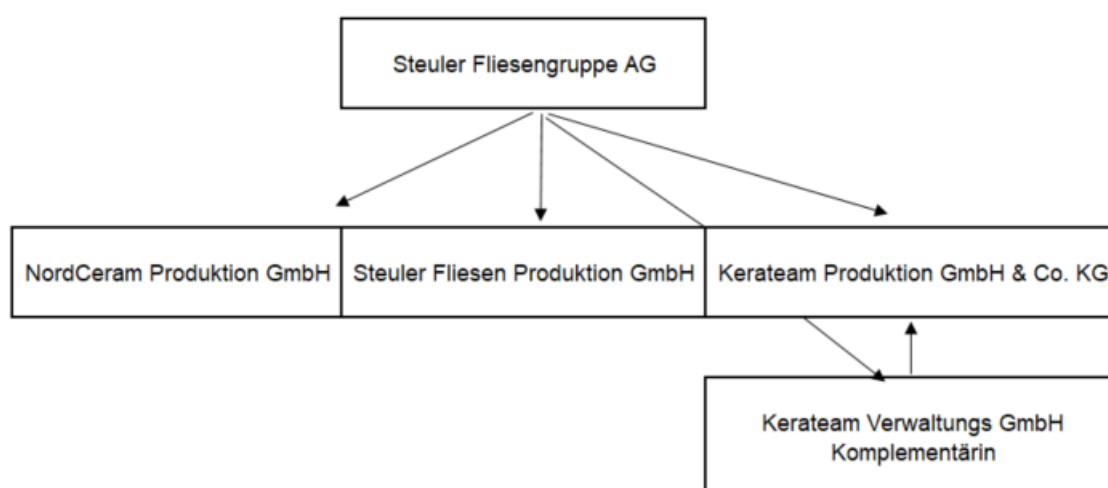 Steuler Fliesengruppe AG
NordCeram Produktion GmbH
Steuler Fliesen Produktion GmbH
Kerateam Produktion GmbH & Co. KG
Kerateam Verwaltungs GmbH
Komplementärin